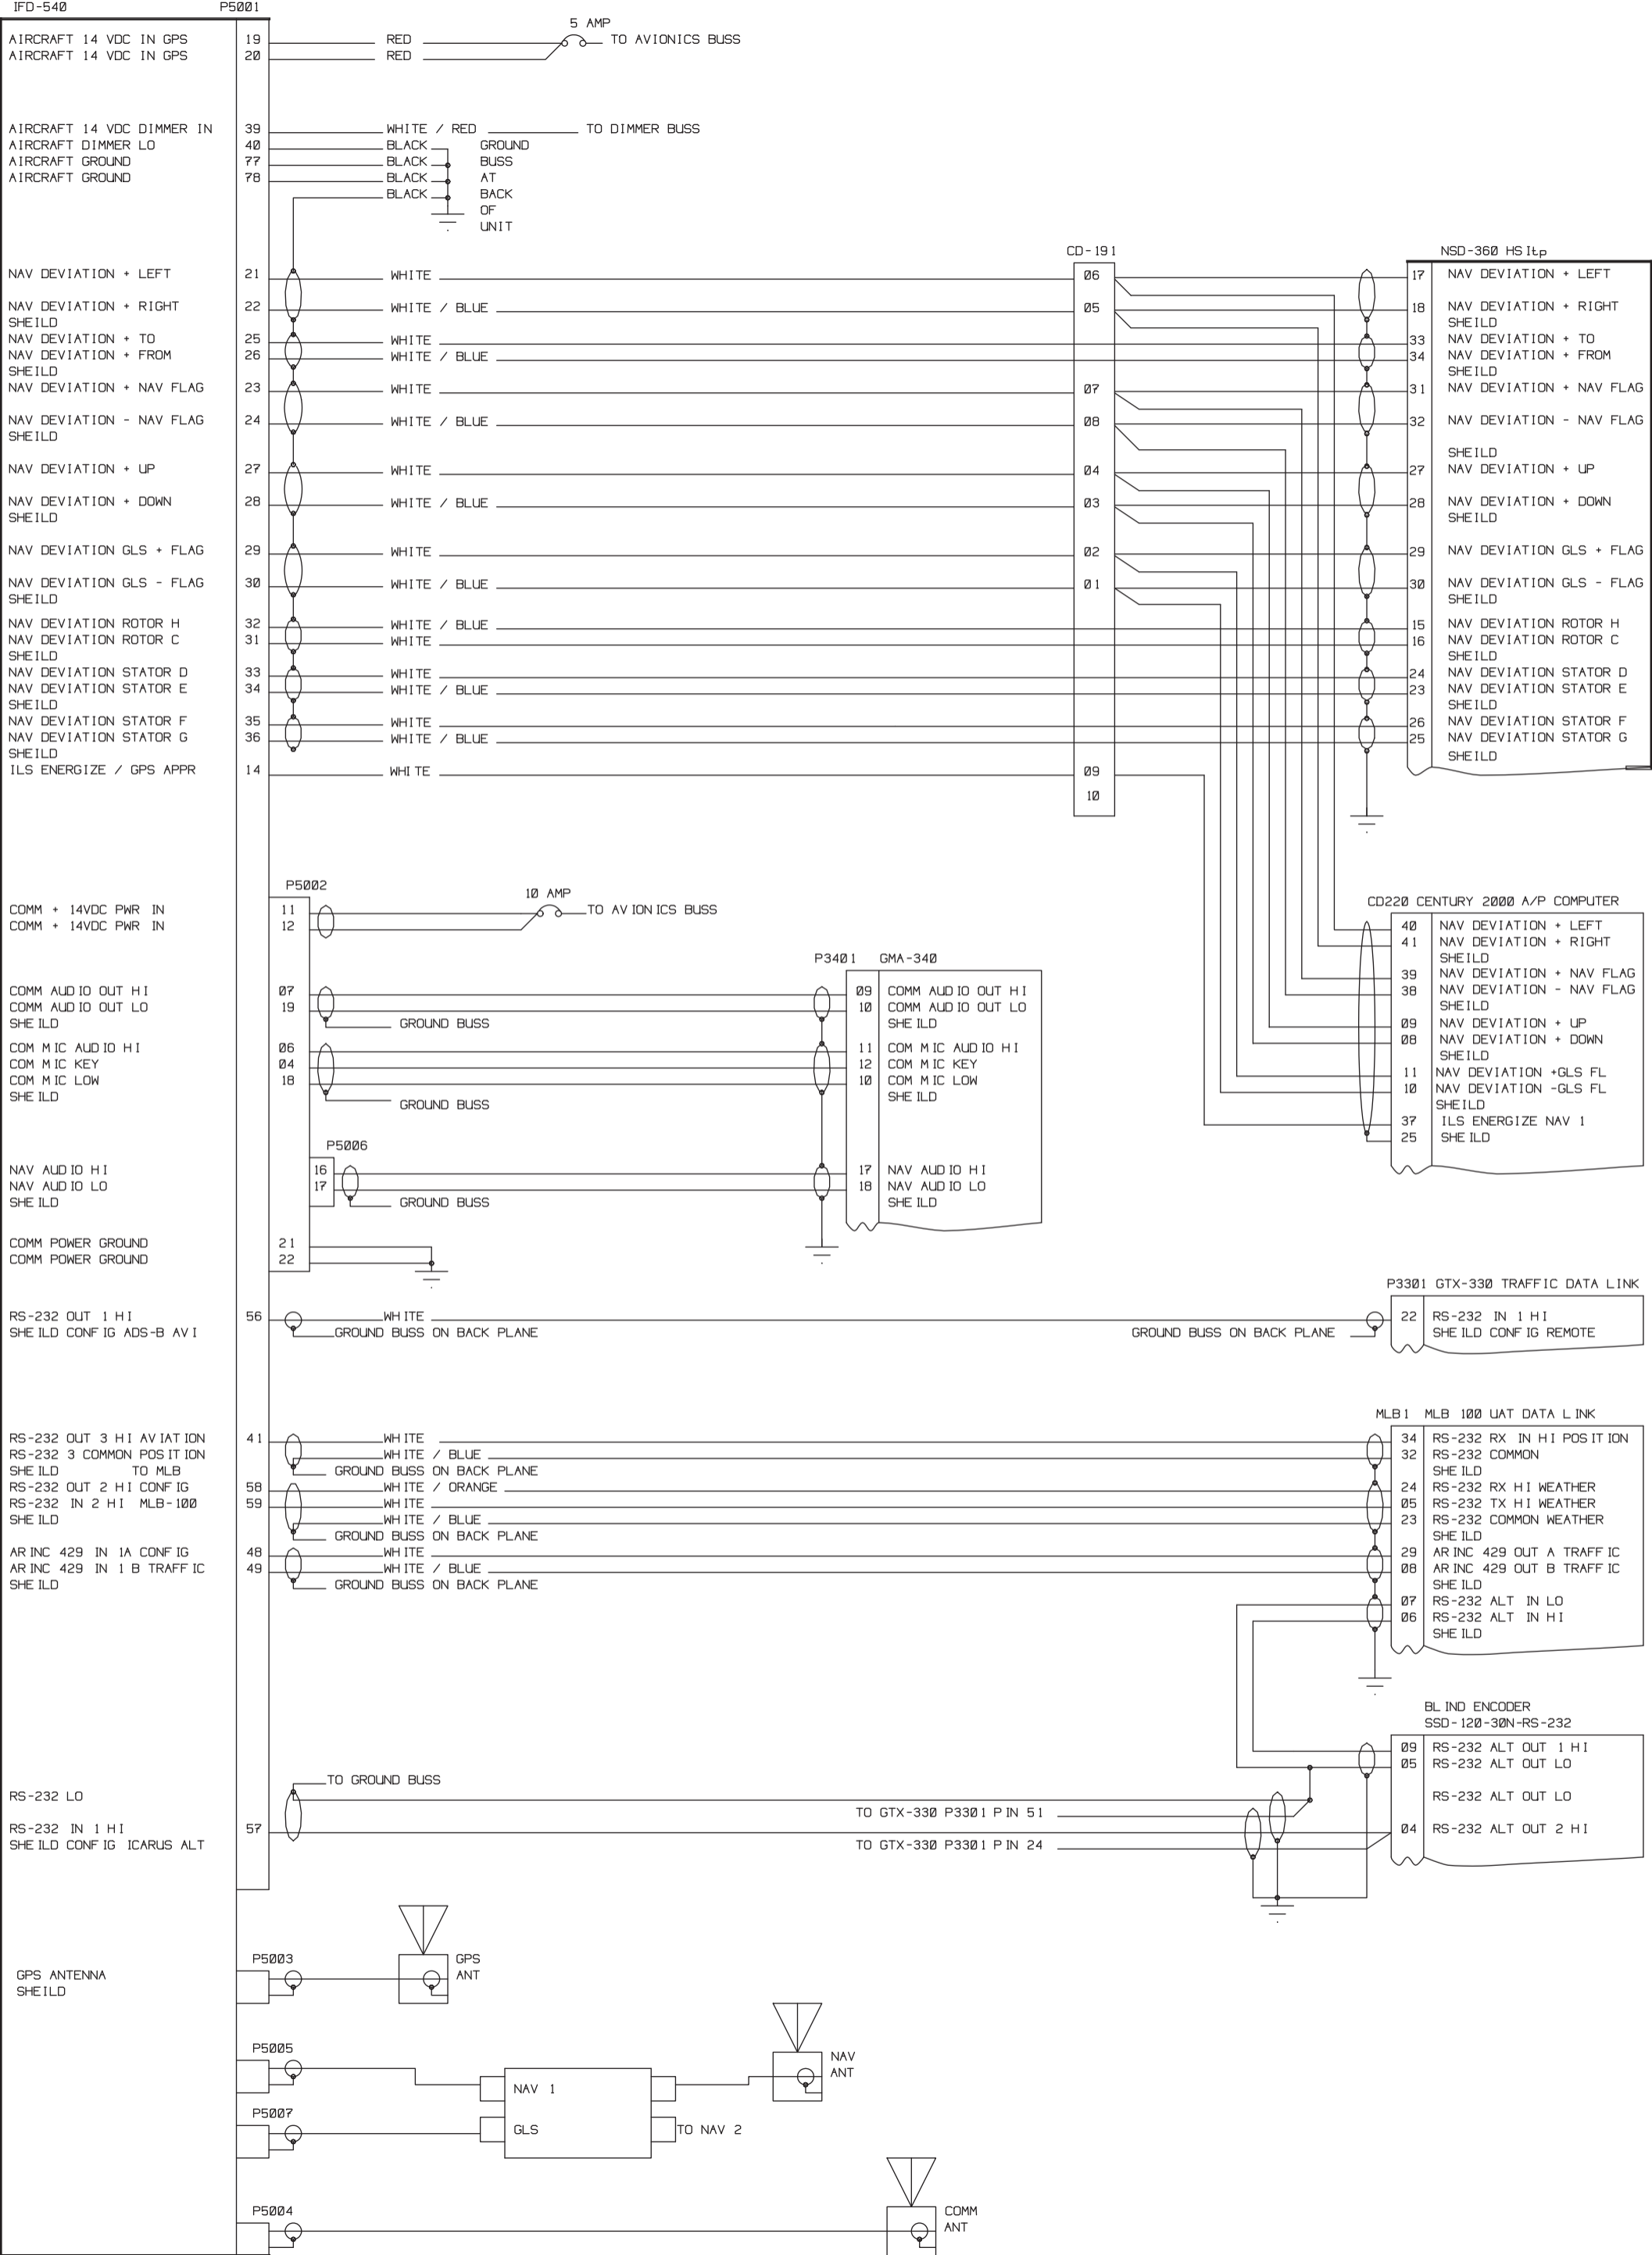 IFD-540 P5001
5 AMP
AIRCRAFT 14 VDC IN GPS 19 RED TO AVIONICS BUSS
AIRCRAFT 14 VDC IN GPS 20 RED
AIRCRAFT 14 VDC DIMMER IN 39 WHITE / RED TO DIMMER BUSS
AIRCRAFT DIMMER LO 40 BLACK GROUND
AIRCRAFT GROUND 77 BLACK BUSS
AIRCRAFT GROUND 78 BLACK AT
BLACK BACK
OF
UNIT
CD-191 NSD-360 HSItp
NAV DEVIATION + LEFT 21 WHITE 06 17 NAV DEVIATION + LEFT
NAV DEVIATION + RIGHT 22 WHITE / BLUE 05 18 NAV DEVIATION + RIGHT
SHEILD SHEILD
NAV DEVIATION + TO 25 WHITE 33 NAV DEVIATION + TO
NAV DEVIATION + FROM 26 WHITE / BLUE 34 NAV DEVIATION + FROM
SHEILD SHEILD
NAV DEVIATION + NAV FLAG 23 WHITE 07 31 NAV DEVIATION + NAV FLAG
NAV DEVIATION - NAV FLAG 24 WHITE / BLUE 08 32 NAV DEVIATION - NAV FLAG
SHEILD
SHEILD
NAV DEVIATION + UP 27 WHITE 04 27 NAV DEVIATION + UP
NAV DEVIATION + DOWN 28 WHITE / BLUE 03 28 NAV DEVIATION + DOWN
SHEILD SHEILD
NAV DEVIATION GLS + FLAG 29 WHITE 02 29 NAV DEVIATION GLS + FLAG
NAV DEVIATION GLS - FLAG 30 WHITE / BLUE 01 30 NAV DEVIATION GLS - FLAG
SHEILD SHEILD
NAV DEVIATION ROTOR H 32 WHITE / BLUE 15 NAV DEVIATION ROTOR H
NAV DEVIATION ROTOR C 31 WHITE 16 NAV DEVIATION ROTOR C
SHEILD SHEILD
NAV DEVIATION STATOR D 33 WHITE 24 NAV DEVIATION STATOR D
NAV DEVIATION STATOR E 34 WHITE / BLUE 23 NAV DEVIATION STATOR E
SHEILD SHEILD
NAV DEVIATION STATOR F 35 WHITE 26 NAV DEVIATION STATOR F
NAV DEVIATION STATOR G 36 WHITE / BLUE 25 NAV DEVIATION STATOR G
SHEILD SHEILD
ILS ENERGIZE / GPS APPR 14 WHITE 09
10
P5002
10 AMP
COMM + 14VDC PWR IN 11 TO AVIONICS BUSS
COMM + 14VDC PWR IN 12
CD220 CENTURY 2000 A/P COMPUTER
40 NAV DEVIATION + LEFT
41 NAV DEVIATION + RIGHT
SHEILD
39 NAV DEVIATION + NAV FLAG
38 NAV DEVIATION - NAV FLAG
SHEILD
09 NAV DEVIATION + UP
08 NAV DEVIATION + DOWN
SHEILD
11 NAV DEVIATION +GLS FL
10 NAV DEVIATION -GLS FL
SHEILD
37 ILS ENERGIZE NAV 1
25 SHEILD
P3401 GMA-340
COMM AUDIO OUT HI 07 09 COMM AUDIO OUT HI
COMM AUDIO OUT LO 19 10 COMM AUDIO OUT LO
SHEILD GROUND BUSS SHEILD
COM MIC AUDIO HI 06 11 COM MIC AUDIO HI
COM MIC KEY 04 12 COM MIC KEY
COM MIC LOW 18 10 COM MIC LOW
SHEILD GROUND BUSS SHEILD
P5006
NAV AUDIO HI 16 17 NAV AUDIO HI
NAV AUDIO LO 17 18 NAV AUDIO LO
SHEILD GROUND BUSS SHEILD
COMM POWER GROUND 21
COMM POWER GROUND 22
P3301 GTX-330 TRAFFIC DATA LINK
RS-232 OUT 1 HI 56 WHITE 22 RS-232 IN 1 HI
SHEILD CONFIG ADS-B AVI GROUND BUSS ON BACK PLANE GROUND BUSS ON BACK PLANE SHEILD CONFIG REMOTE
MLB1 MLB 100 UAT DATA LINK
RS-232 OUT 3 HI AVIATION 41 WHITE 34 RS-232 RX IN HI POSITION
RS-232 3 COMMON POSITION WHITE / BLUE 32 RS-232 COMMON
SHEILD TO MLB GROUND BUSS ON BACK PLANE SHEILD
RS-232 OUT 2 HI CONFIG 58 WHITE / ORANGE 24 RS-232 RX HI WEATHER
RS-232 IN 2 HI MLB-100 59 WHITE 05 RS-232 TX HI WEATHER
SHEILD WHITE / BLUE 23 RS-232 COMMON WEATHER
GROUND BUSS ON BACK PLANE SHEILD
ARINC 429 IN 1A CONFIG 48 WHITE 29 ARINC 429 OUT A TRAFFIC
ARINC 429 IN 1 B TRAFFIC 49 WHITE / BLUE 08 ARINC 429 OUT B TRAFFIC
SHEILD GROUND BUSS ON BACK PLANE SHEILD
07 RS-232 ALT IN LO
06 RS-232 ALT IN HI
SHEILD
BLIND ENCODER
SSD-120-30N-RS-232
09 RS-232 ALT OUT 1 HI
05 RS-232 ALT OUT LO
TO GROUND BUSS
RS-232 LO RS-232 ALT OUT LO
TO GTX-330 P3301 PIN 51
RS-232 IN 1 HI 57 04 RS-232 ALT OUT 2 HI
SHEILD CONFIG ICARUS ALT TO GTX-330 P3301 PIN 24
P5003 GPS
GPS ANTENNA ANT
SHEILD
P5005 NAV
ANT
NAV 1
P5007
GLS TO NAV 2
P5004 COMM
ANT